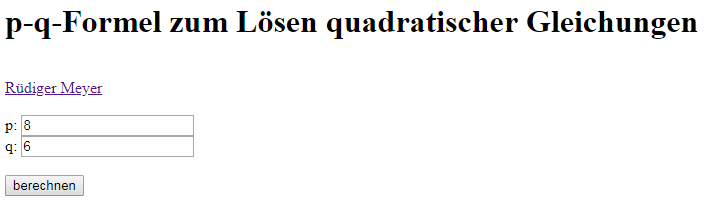 p-q-Formel zum Lösen quadratischer Gleichungen
Rüdiger Meyer
p: 8
q: 6
berechnen